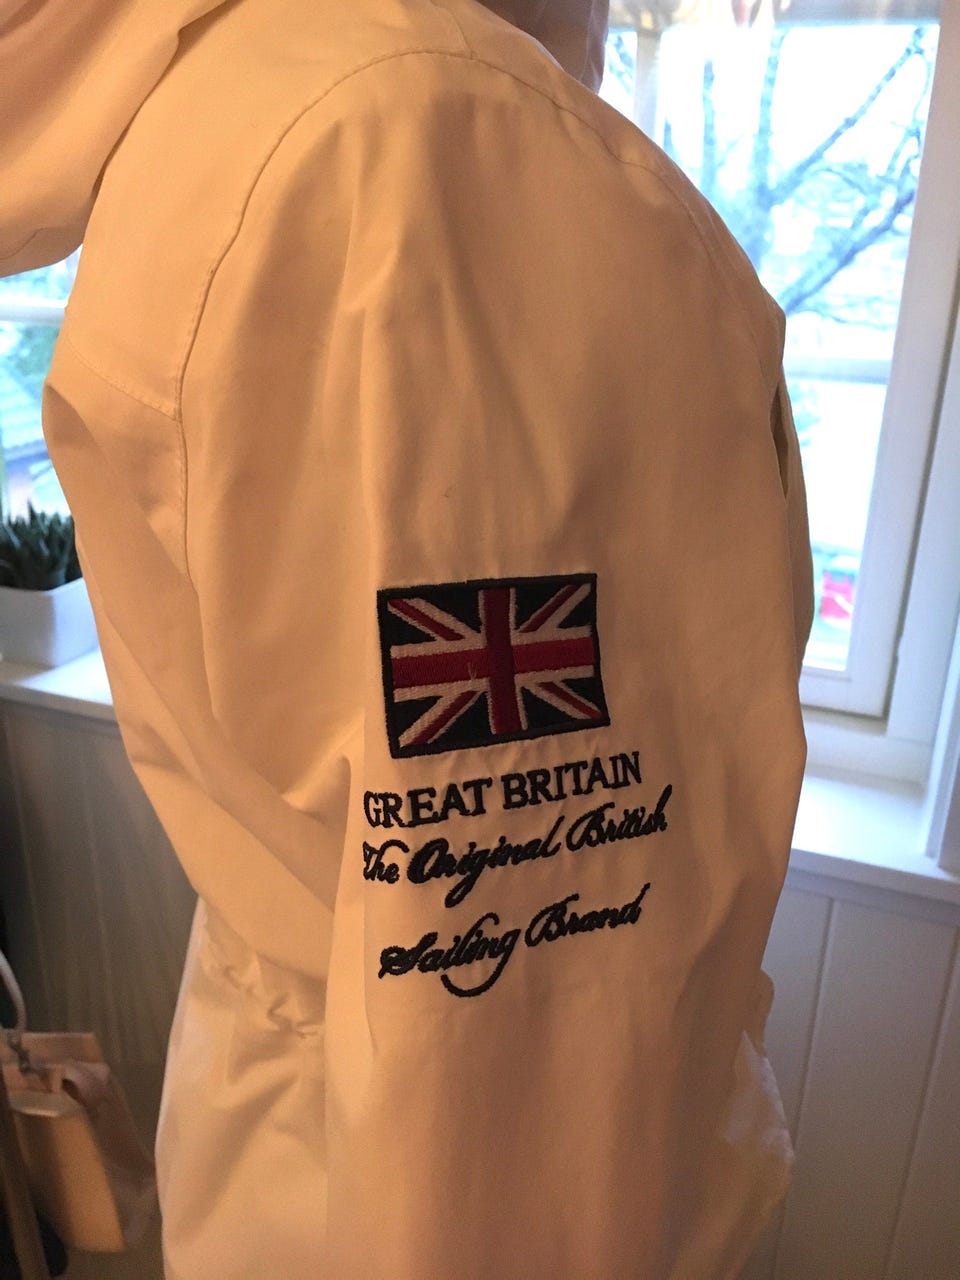 GREAT BRITAIN
The Original British
Sailing Brand